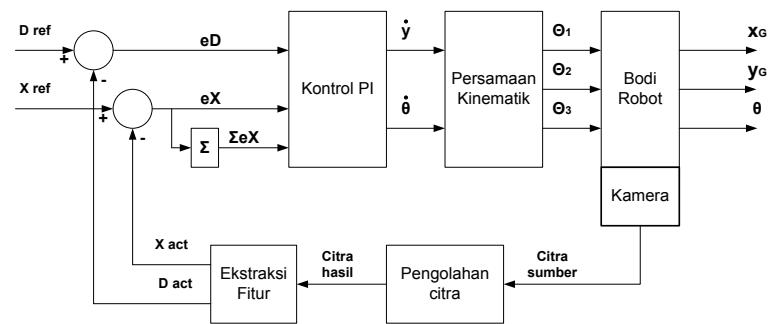 D ref
+
-
eD
X ref
+
-
eX
Σ
ΣeX
Kontrol PI
ẏ
θ̇
Persamaan
Kinematik
Θ1
Θ2
Θ3
Bodi
Robot
Kamera
xG
yG
θ
X act
D act
Ekstraksi
Fitur
Citra
hasil
Pengolahan
citra
Citra
sumber